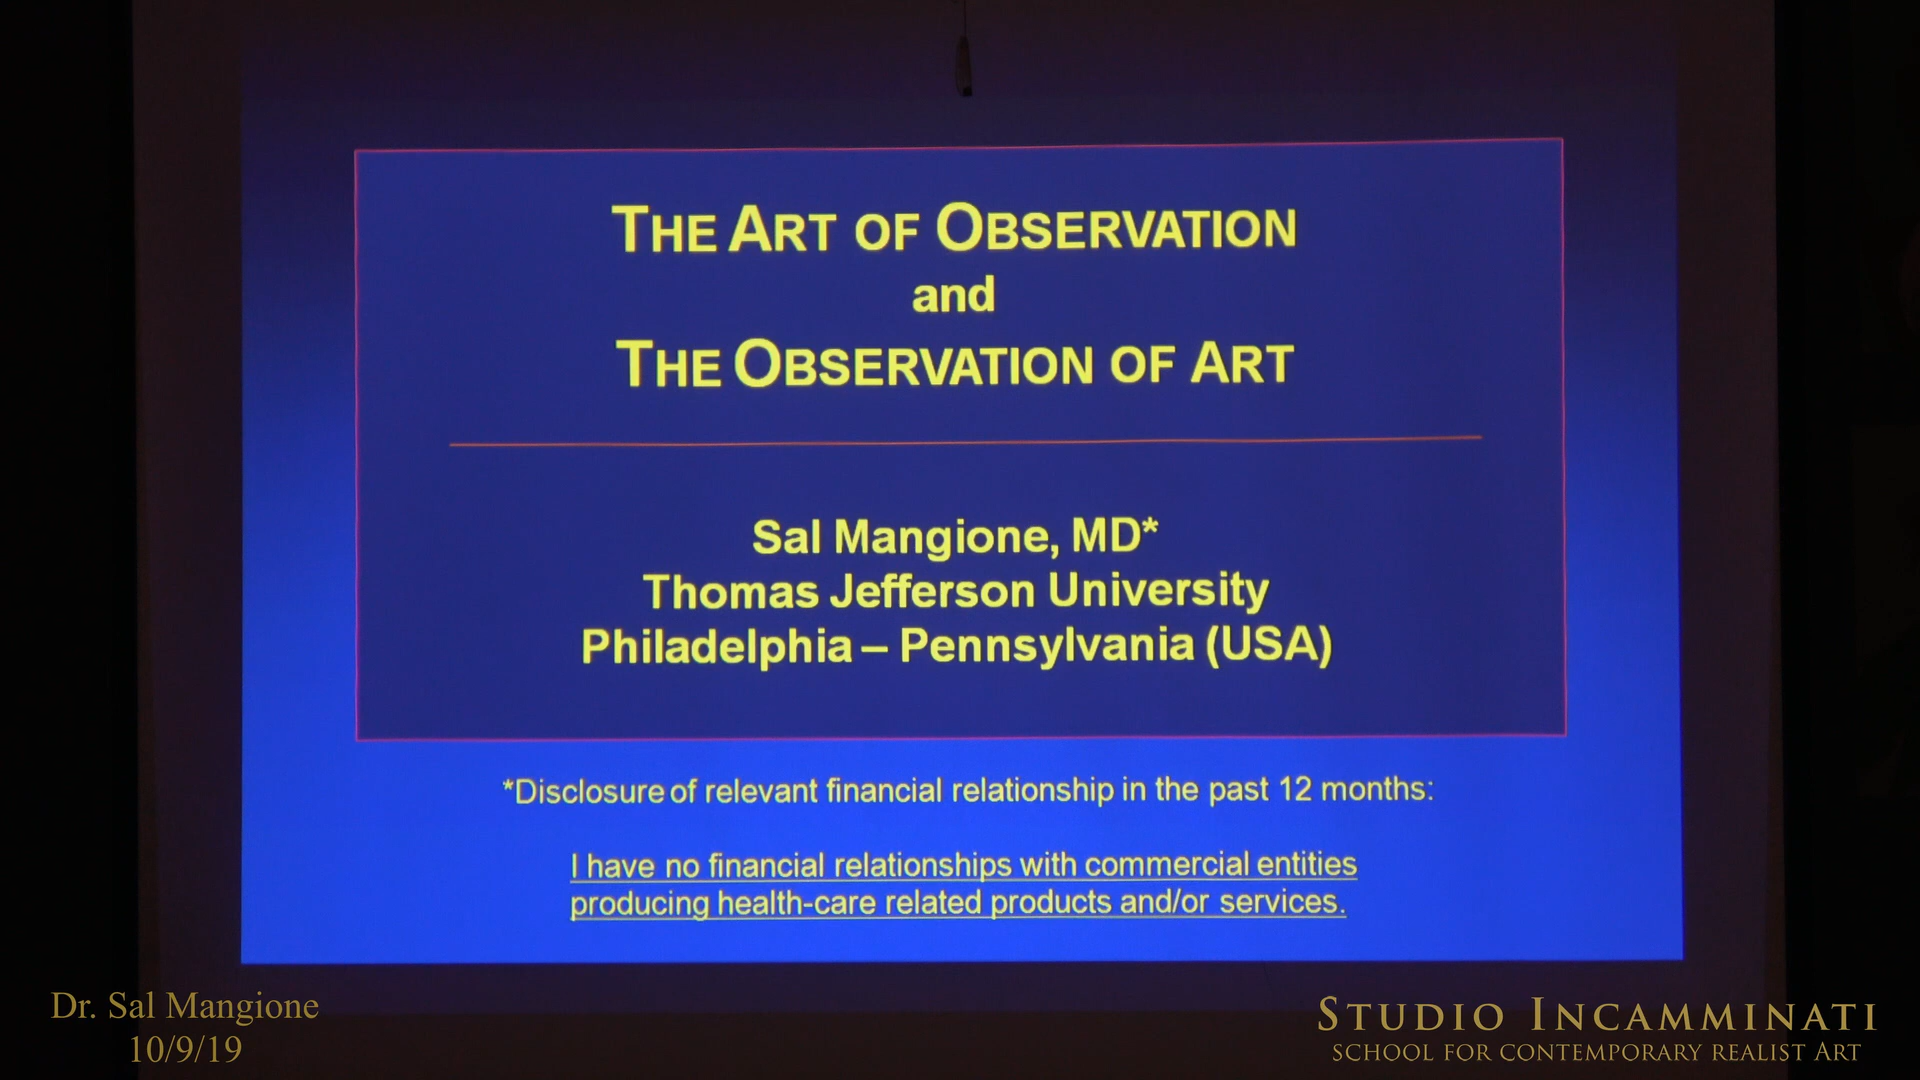 THE ART OF OBSERVATION
and
THE OBSERVATION OF ART
Sal Mangione, MD*
Thomas Jefferson University
Philadelphia – Pennsylvania (USA)
*Disclosure of relevant financial relationship in the past 12 months:
I have no financial relationships with commercial entities
producing health-care related products and/or services.
Dr. Sal Mangione
10/9/19
STUDIO INCAMMINATI
SCHOOL FOR CONTEMPORARY REALIST ART